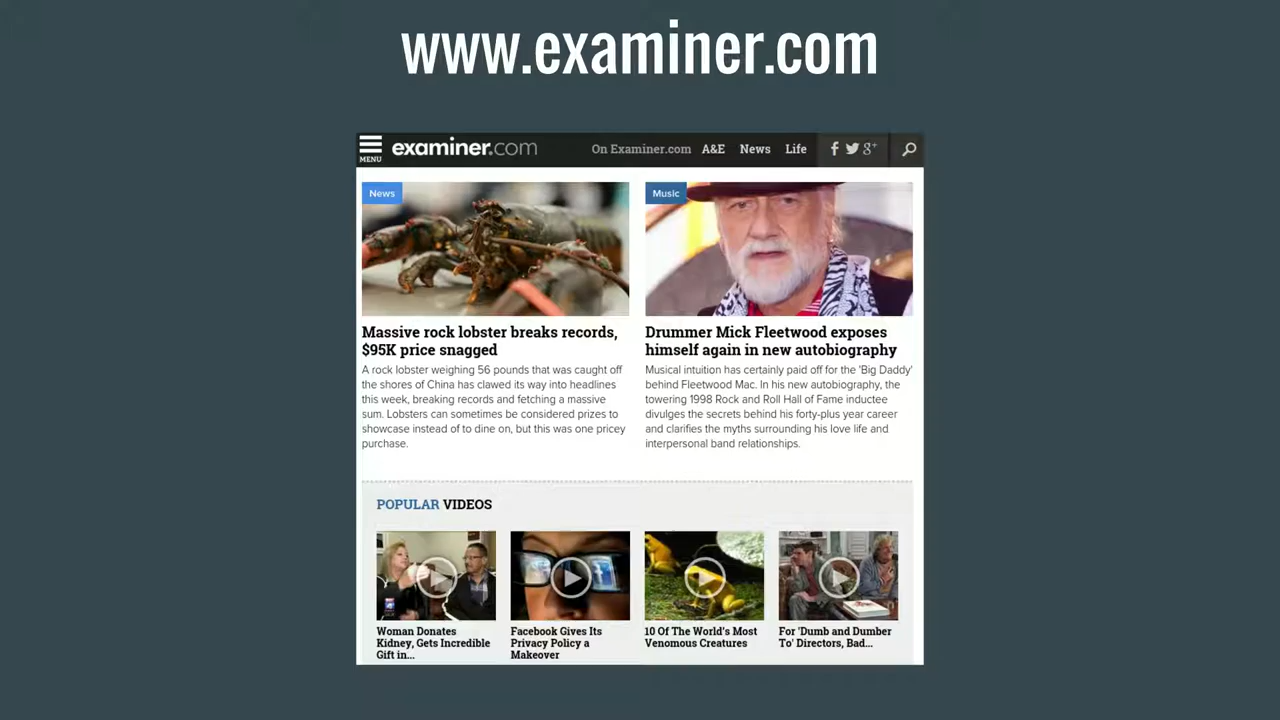 www.examiner.com
MENU
examiner.com
On Examiner.com A&E News Life
News
Massive rock lobster breaks records,
$95K price snagged
A rock lobster weighing 56 pounds that was caught off
the shores of China has clawed its way into headlines
this week, breaking records and fetching a massive
sum. Lobsters can sometimes be considered prizes to
showcase instead of to dine on, but this was one pricey
purchase.
Music
Drummer Mick Fleetwood exposes
himself again in new autobiography
Musical intuition has certainly paid off for the 'Big Daddy'
behind Fleetwood Mac. In his new autobiography, the
towering 1998 Rock and Roll Hall of Fame inductee
divulges the secrets behind his forty-plus year career
and clarifies the myths surrounding his love life and
interpersonal band relationships.
POPULAR VIDEOS
Woman Donates
Kidney, Gets Incredible
Gift in...
Facebook Gives Its
Privacy Policy a
Makeover
10 Of The World's Most
Venomous Creatures
For 'Dumb and Dumber
To' Directors, Bad...